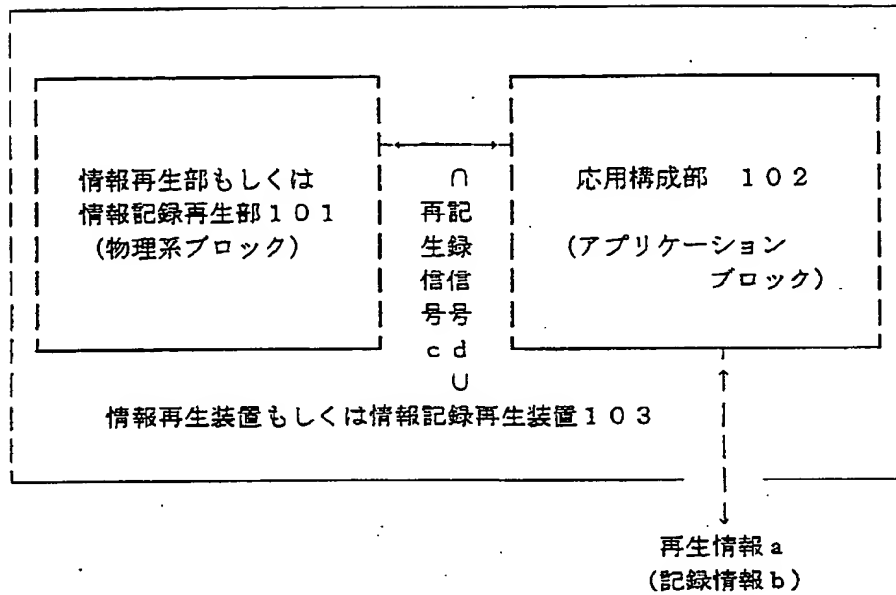 情報再生部もしくは
情報記録再生部101
(物理系ブロック)
再生信号c
(記録信号d)
応用構成部 102
(アプリケーション
ブロック)
情報再生装置もしくは情報記録再生装置103
再生情報a
(記録情報b)